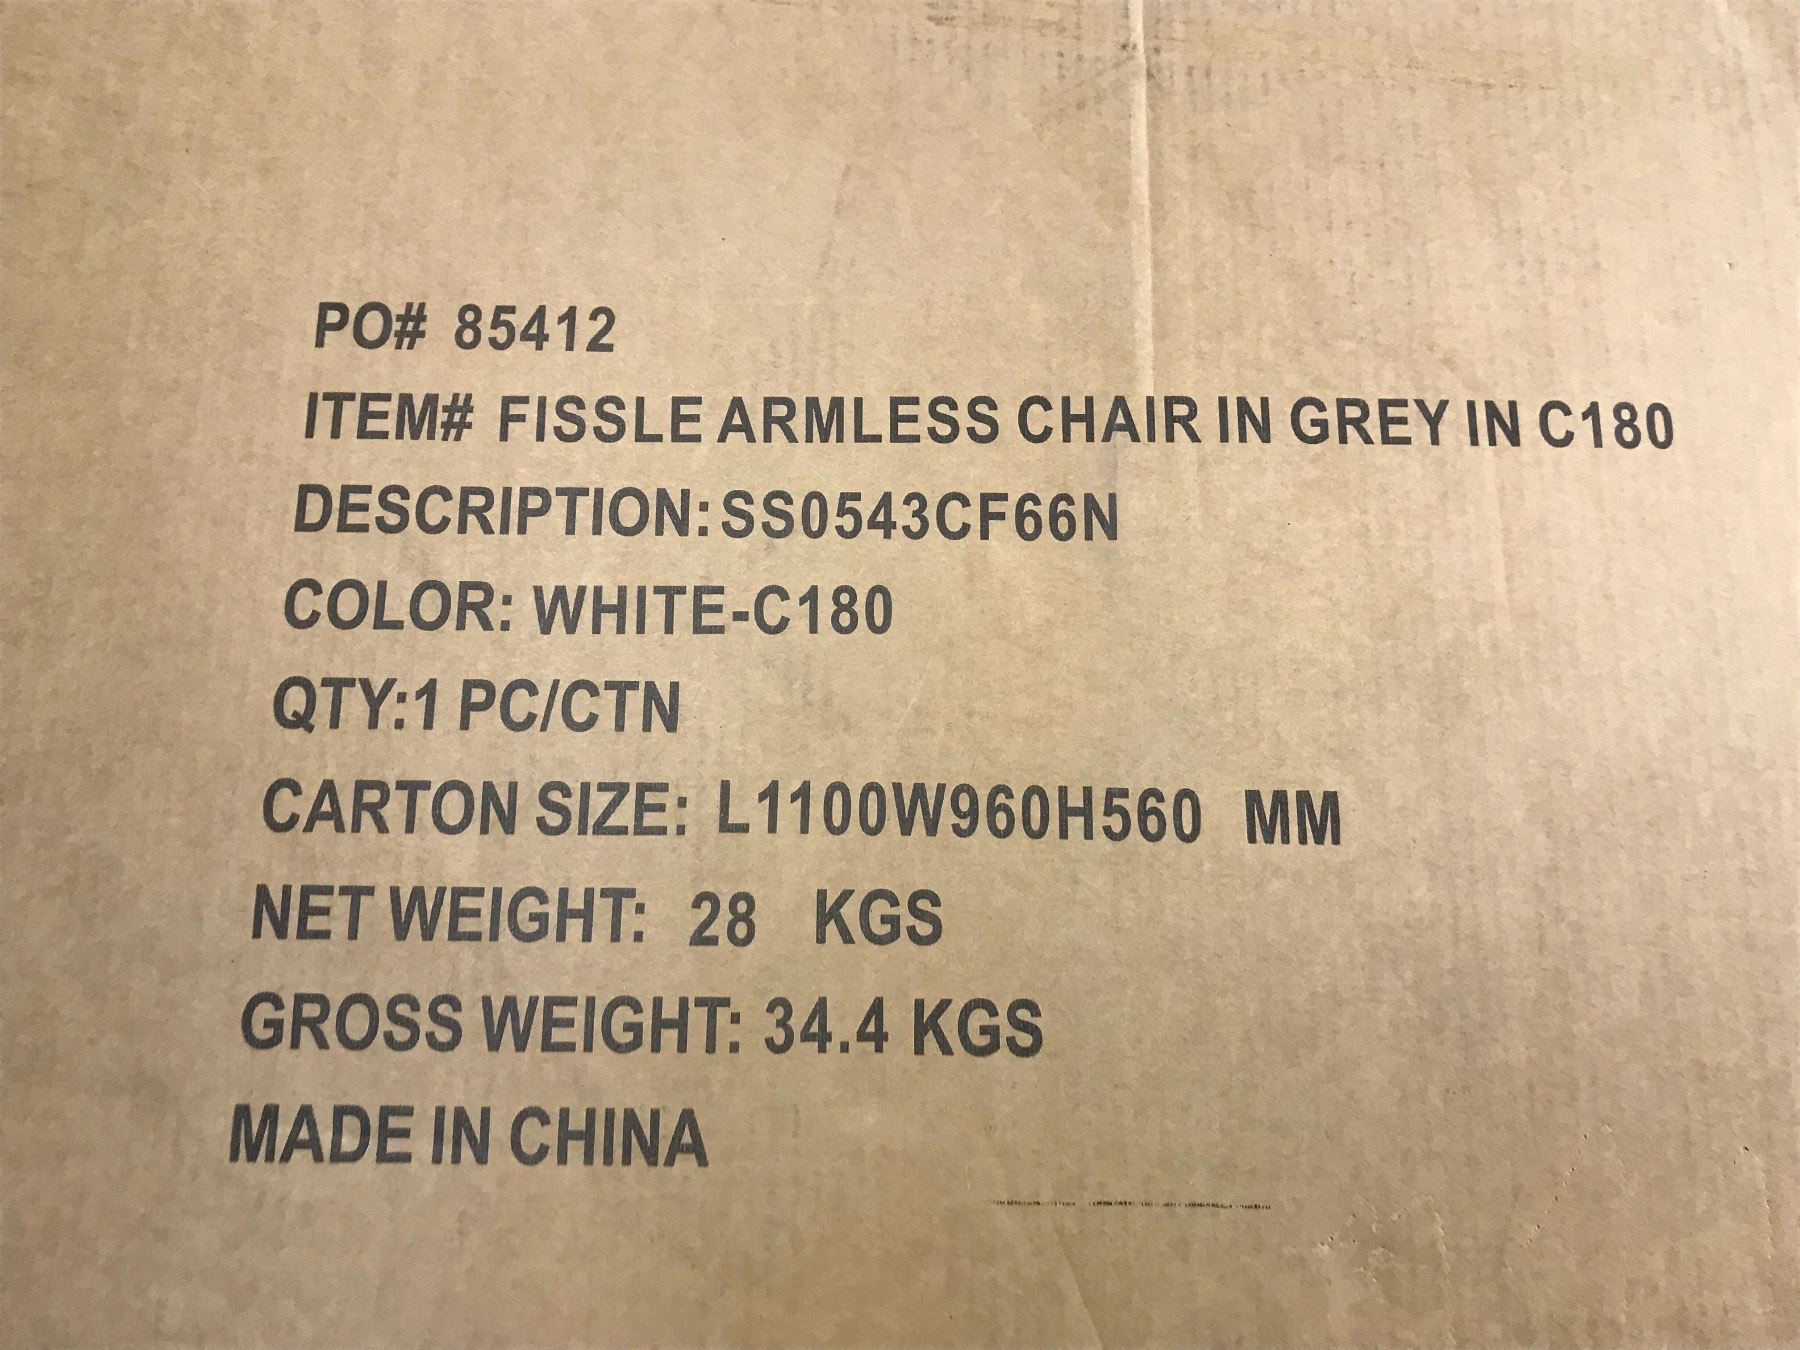 PO# 85412
ITEM# FISSLE ARMLESS CHAIR IN GREY IN C180
DESCRIPTION:SS0543CF66N
COLOR: WHITE-C180
QTY:1 PC/CTN
CARTON SIZE: L1100W960H560 MM
NET WEIGHT: 28 KGS
GROSS WEIGHT: 34.4 KGS
MADE IN CHINA